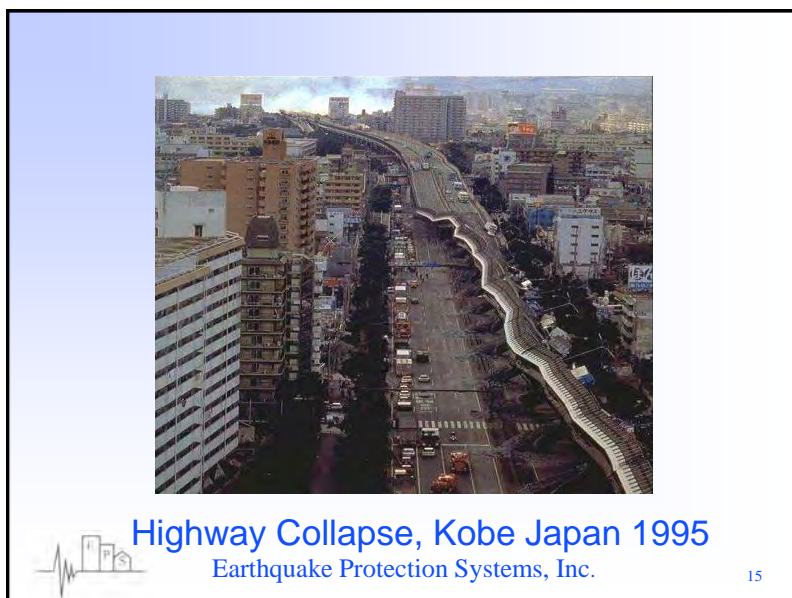 Highway Collapse, Kobe Japan 1995
E P S
Earthquake Protection Systems, Inc.
15